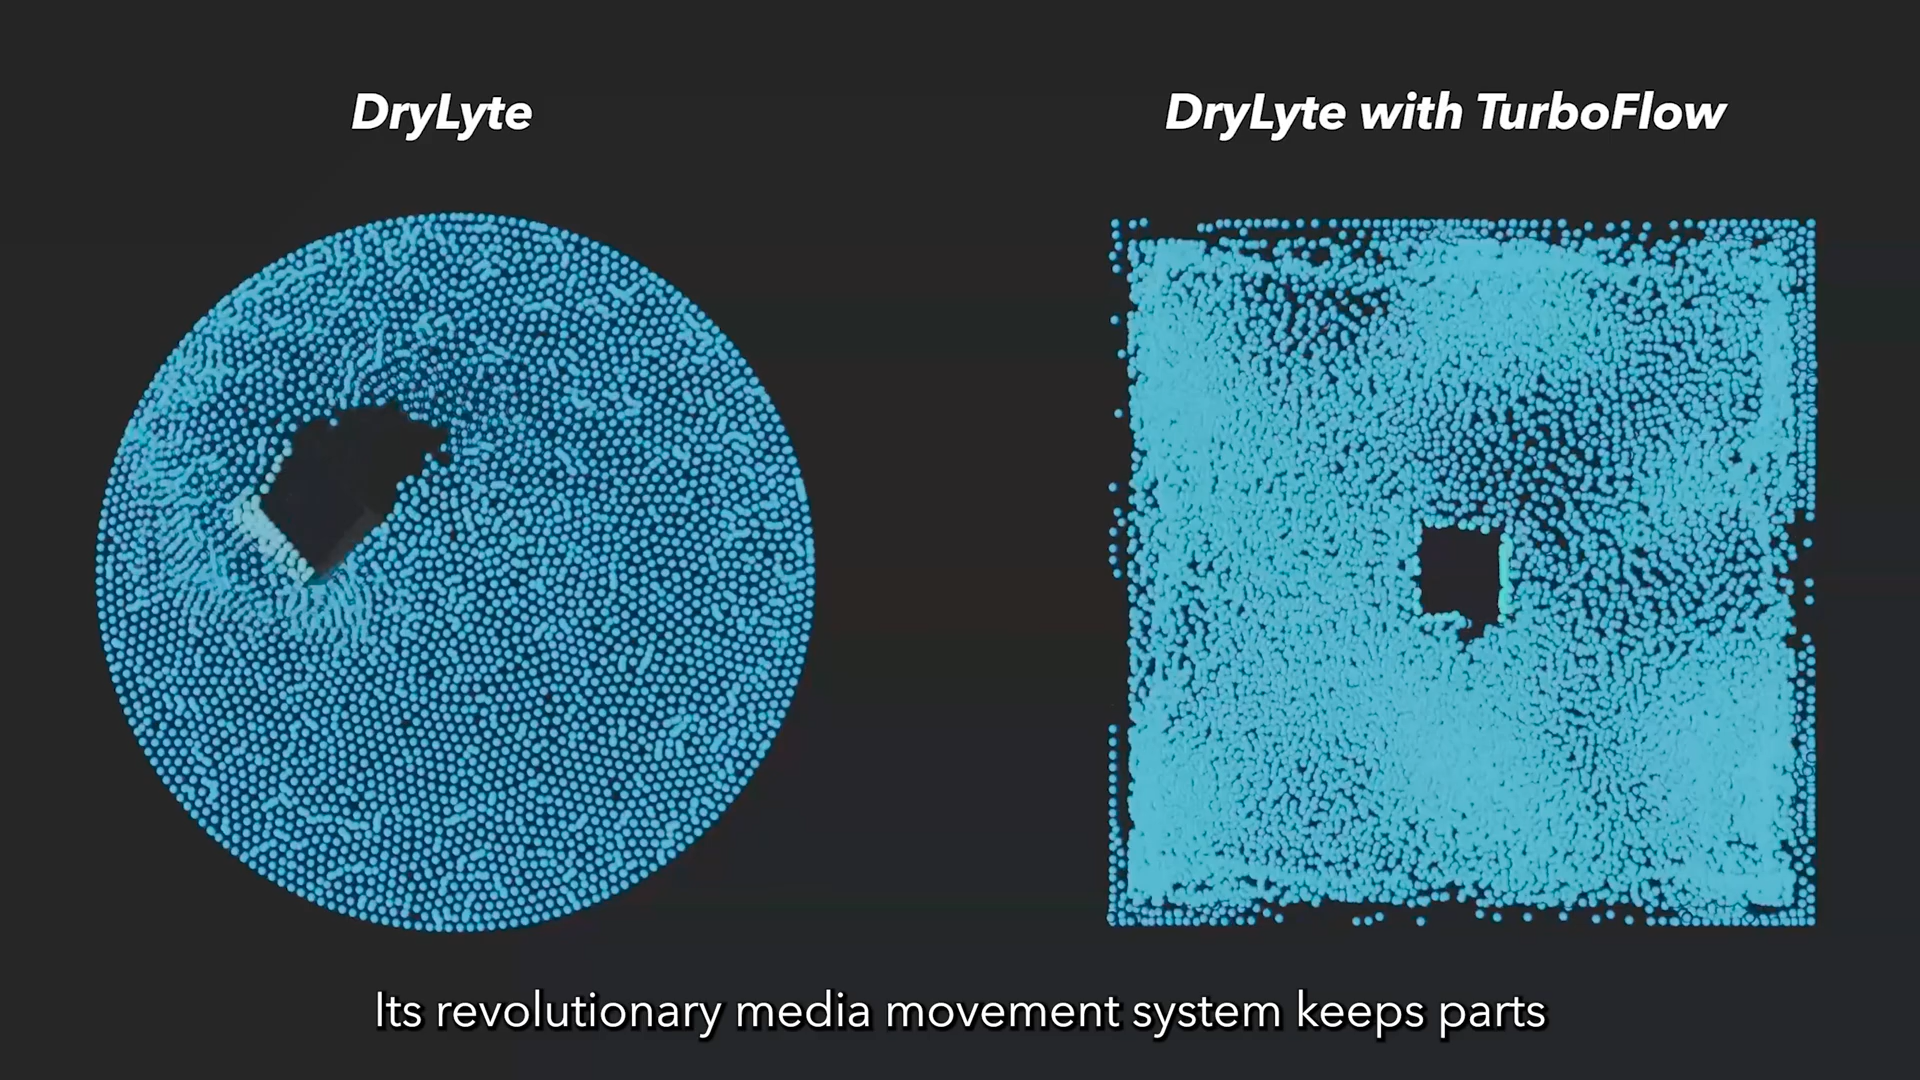 DryLyte
DryLyte with TurboFlow
Its revolutionary media movement system keeps parts